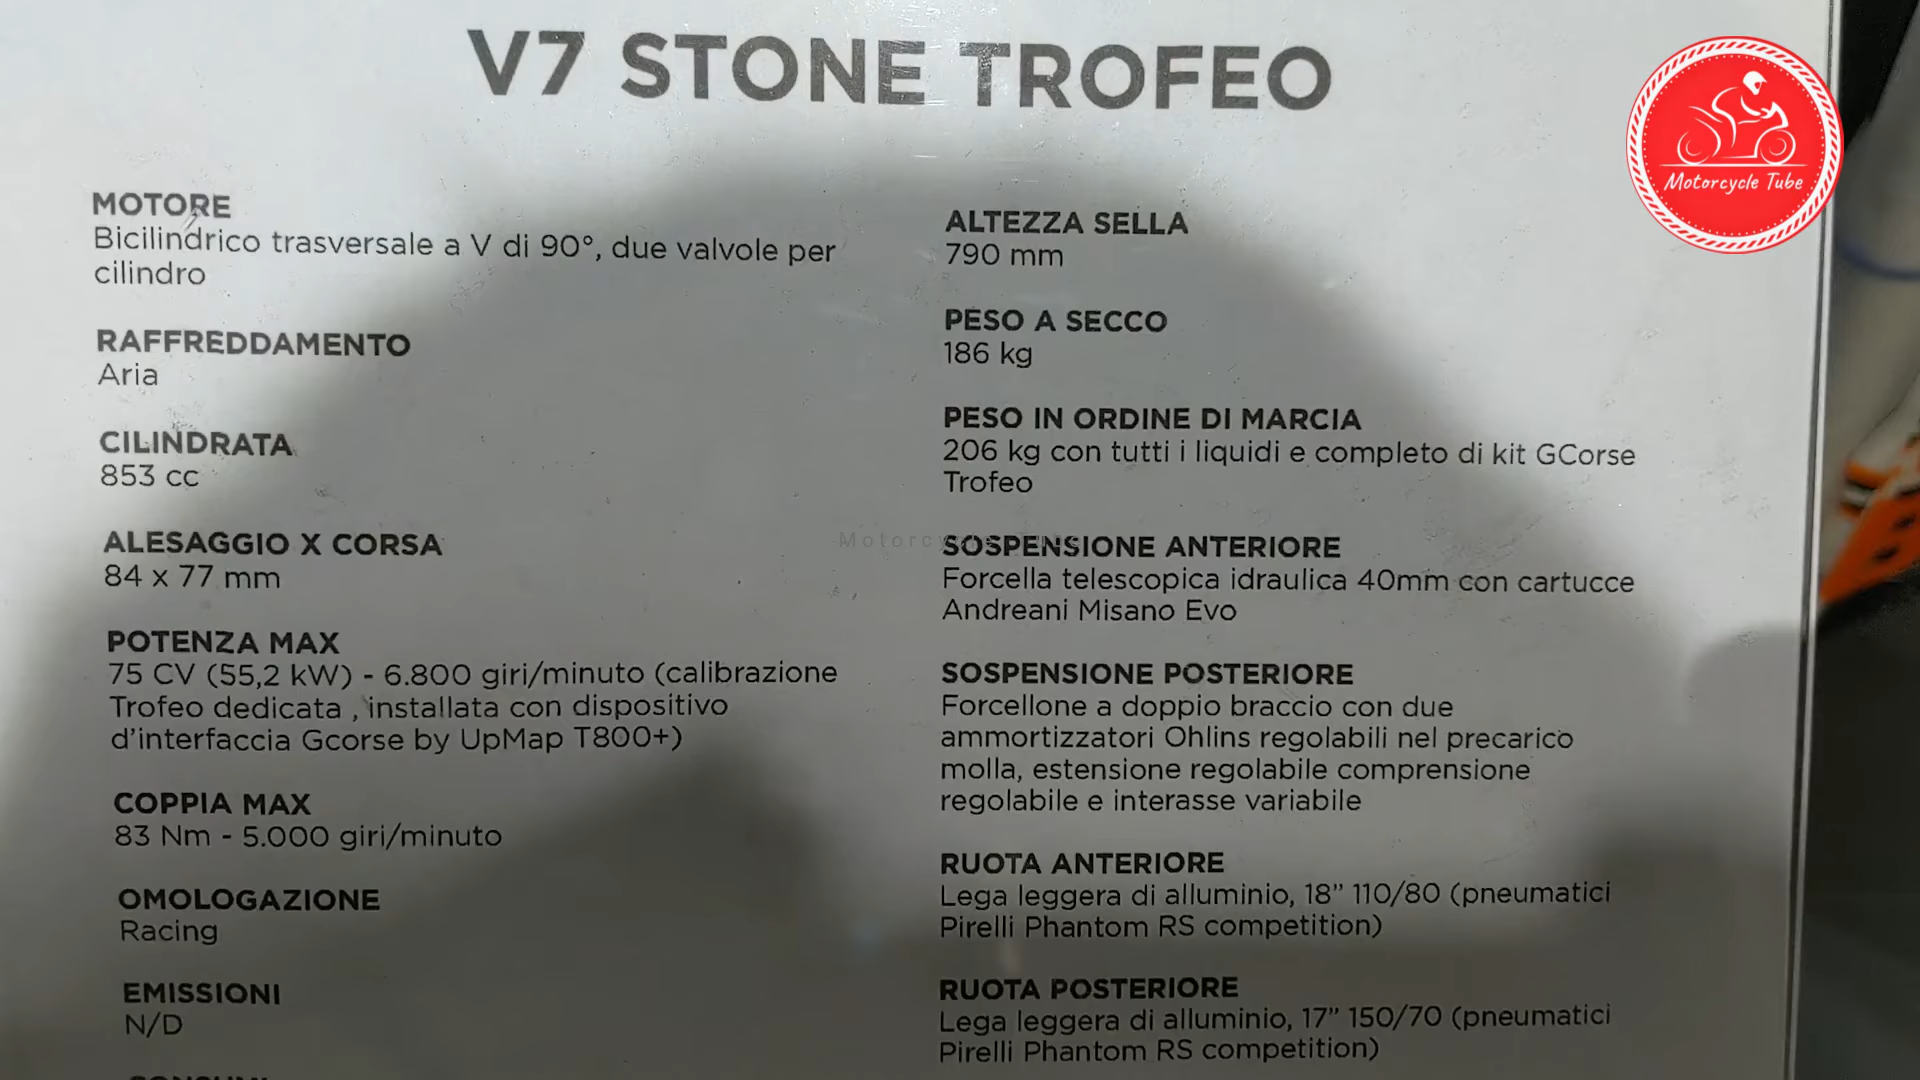 V7 STONE TROFEO
MOTORE
Bicilindrico trasversale a V di 90°, due valvole per
cilindro
RAFFREDDAMENTO
Aria
CILINDRATA
853 cc
ALESAGGIO X CORSA
84 x 77 mm
POTENZA MAX
75 CV (55,2 kW) - 6.800 giri/minuto (calibrazione
Trofeo dedicata , installata con dispositivo
d'interfaccia Gcorse by UpMap T800+)
COPPIA MAX
83 Nm - 5.000 giri/minuto
OMOLOGAZIONE
Racing
EMISSIONI
N/D
CONSUMI
ALTEZZA SELLA
790 mm
PESO A SECCO
186 kg
PESO IN ORDINE DI MARCIA
206 kg con tutti i liquidi e completo di kit GCorse
Trofeo
SOSPENSIONE ANTERIORE
Forcella telescopica idraulica 40mm con cartucce
Andreani Misano Evo
SOSPENSIONE POSTERIORE
Forcellone a doppio braccio con due
ammortizzatori Ohlins regolabili nel precarico
molla, estensione regolabile comprensione
regolabile e interasse variabile
RUOTA ANTERIORE
Lega leggera di alluminio, 18” 110/80 (pneumatici
Pirelli Phantom RS competition)
RUOTA POSTERIORE
Lega leggera di alluminio, 17” 150/70 (pneumatici
Pirelli Phantom RS competition)
Motorcycle Tube
Motorcycle Tube